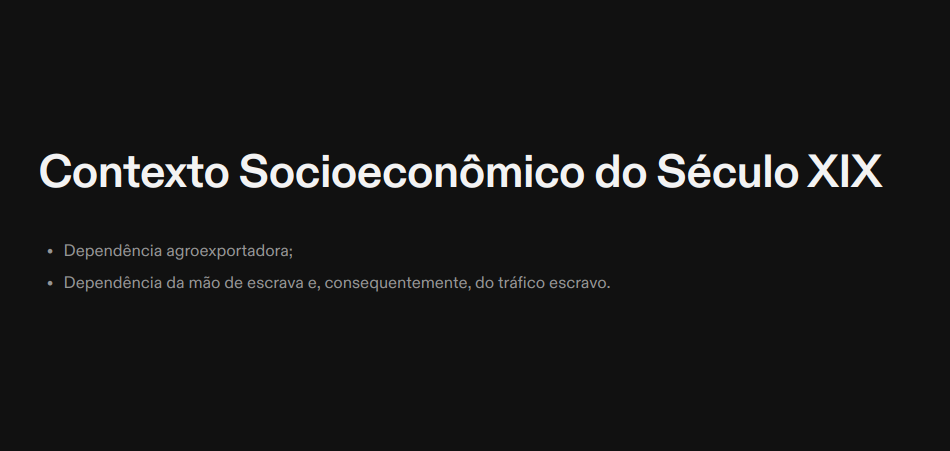 Contexto Socioeconômico do Século XIX
• Dependência agroexportadora;
• Dependência da mão de escrava e, consequentemente, do tráfico escravo.